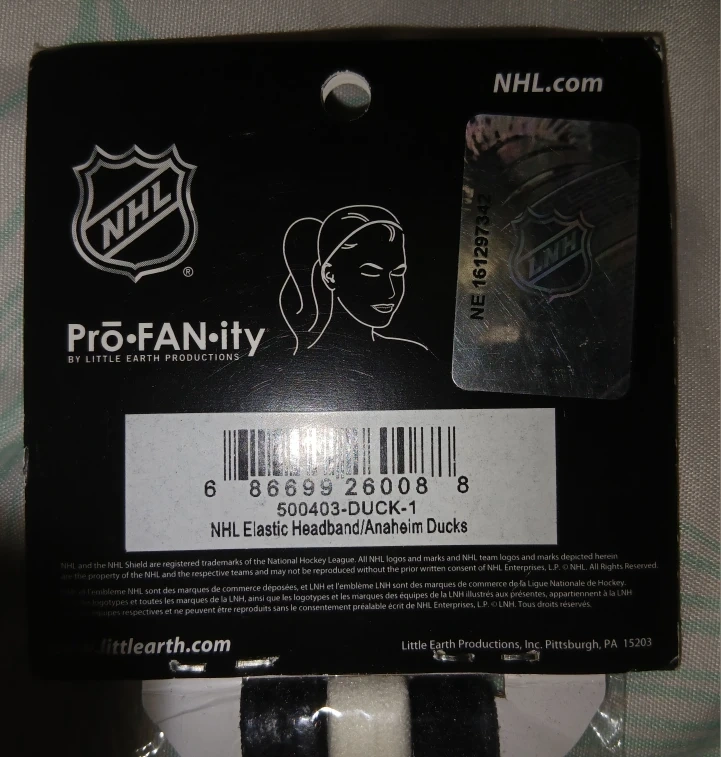 NHL.com
NHL
®
LNH
NE 161297342
Prō•FAN•ity
BY LITTLE EARTH PRODUCTIONS
6 86699 26008 8
500403-DUCK-1
NHL Elastic Headband/Anaheim Ducks
NHL and the NHL Shield are registered trademarks of the National Hockey League. All NHL logos and marks and NHL team logos and marks depicted herein
are the property of the NHL and the respective teams and may not be reproduced without the prior written consent of NHL Enterprises, L.P. © NHL. All Rights Reserved.
l'emblème NHL sont des marques de commerce déposées, et LNH et l'emblème LNH sont des marques de commerce de la Ligue Nationale de Hockey.
logotypes et toutes les marques de la LNH, ainsi que les logotypes et les marques des équipes de la LNH illustrés aux présentes, appartiennent à la LNH
respectives et ne peuvent être reproduits sans le consentement préalable écrit de NHL Enterprises, L.P. © LNH. Tous droits réservés.
littlearth.com
Little Earth Productions, Inc. Pittsburgh, PA 15203